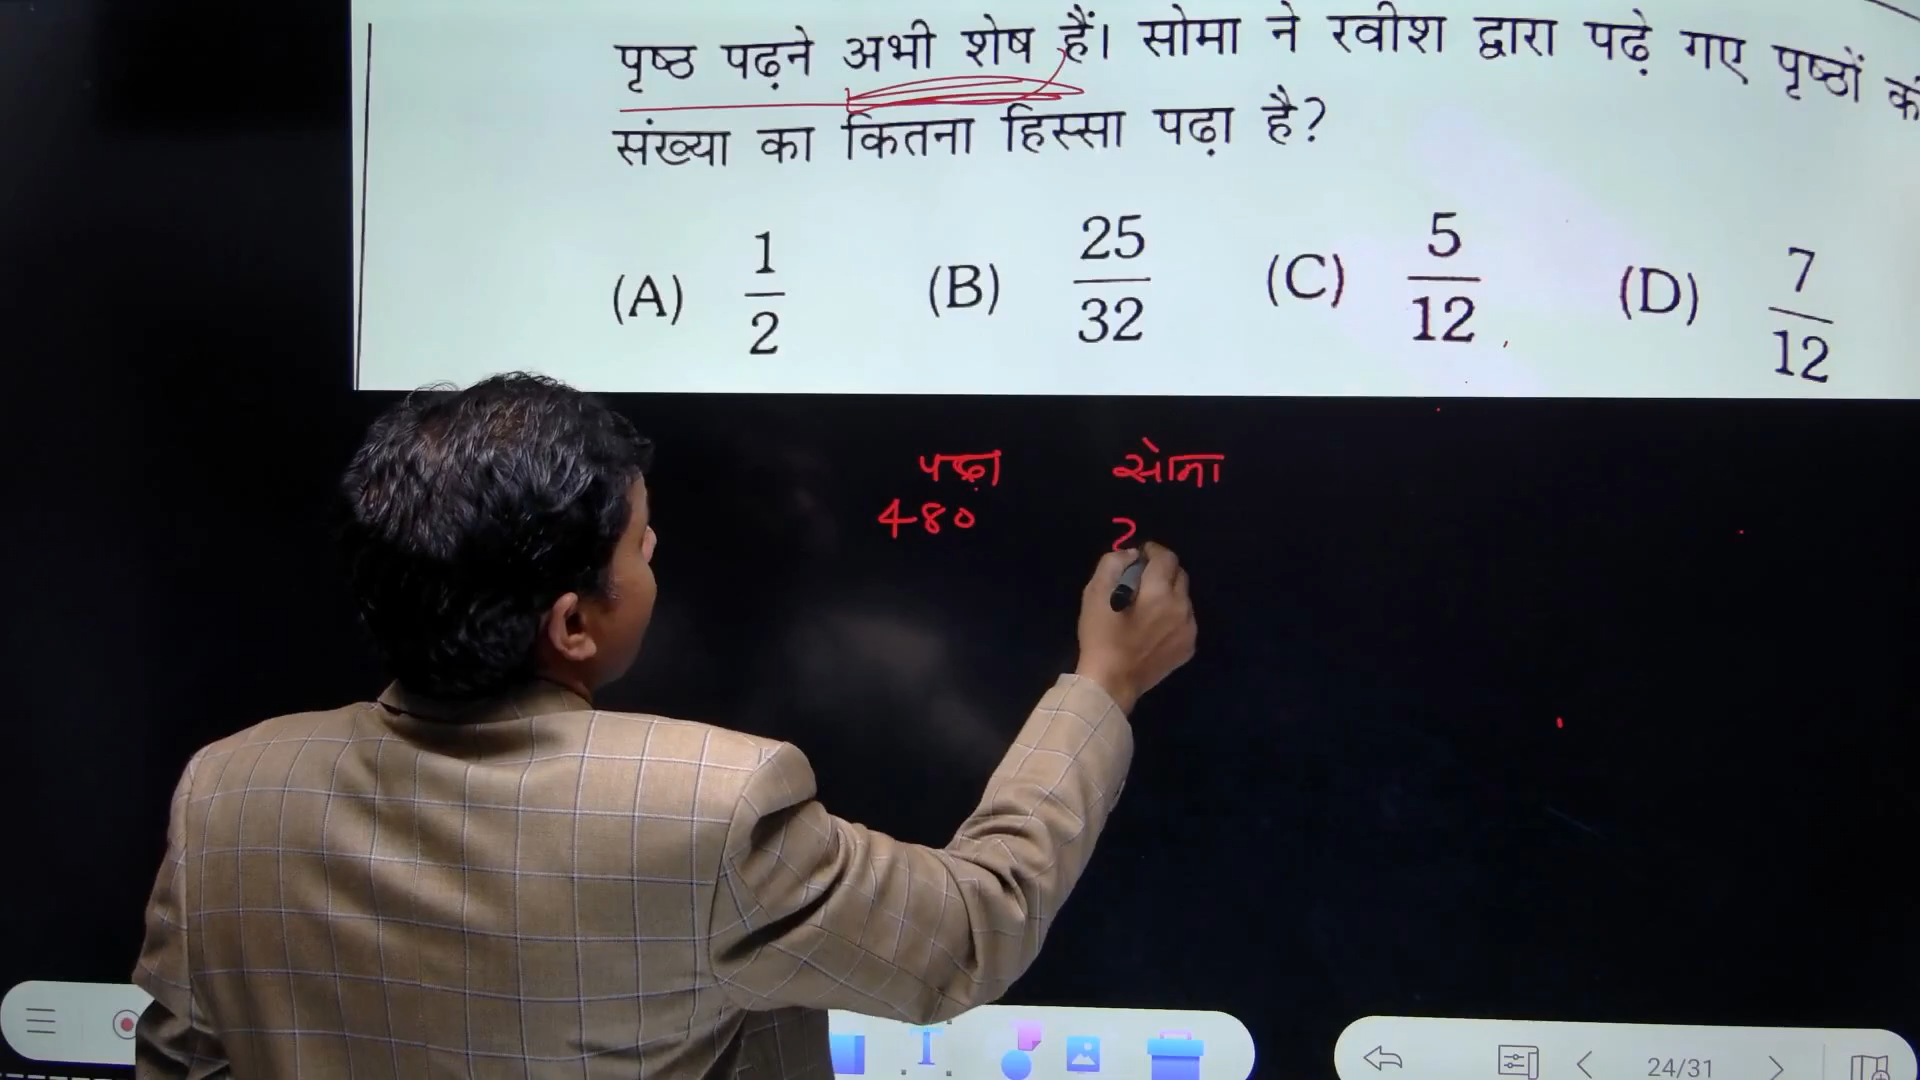 पृष्ठ पढ़ने अभी शेष हैं। सोमा ने रवीश द्वारा पढ़े गए पृष्ठों की
संख्या का कितना हिस्सा पढ़ा है?
(A) 1/2 (B) 25/32 (C) 5/12 (D) 7/12
पढ़ा सोमा
480 2
T
24/31